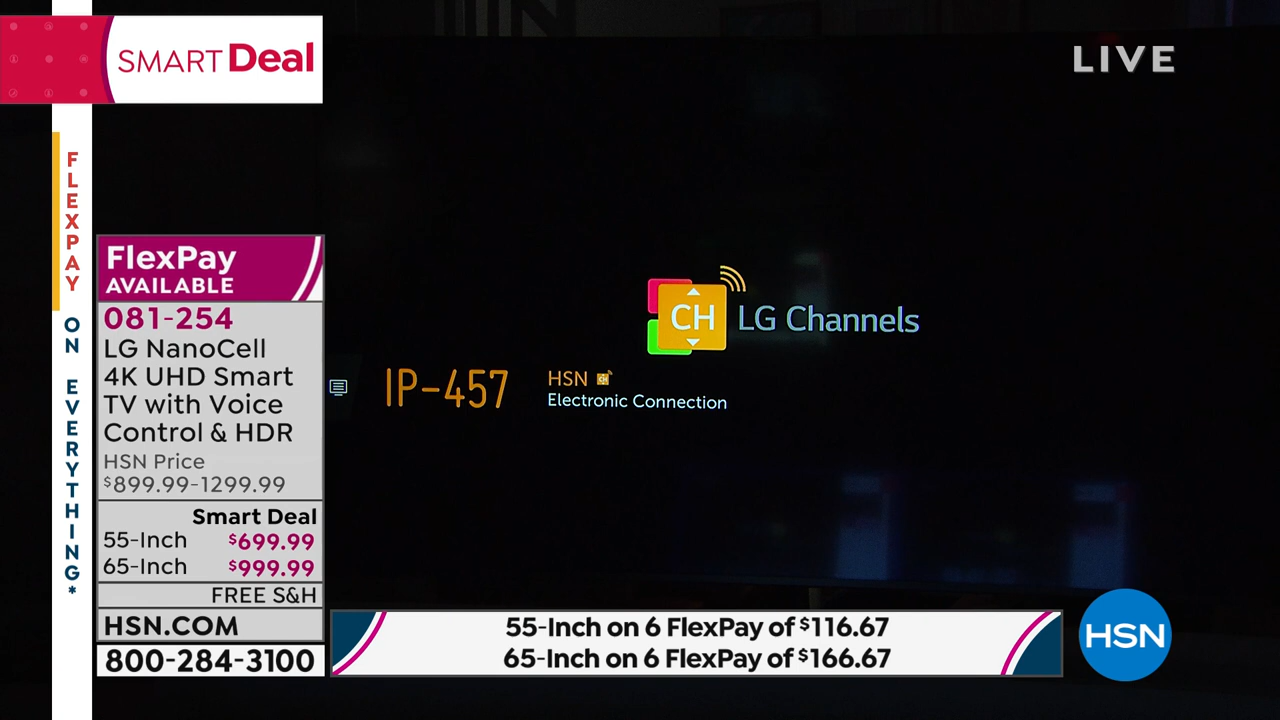 SMART Deal
LIVE
FLEXPAY ON EVERYTHING*
FlexPay
AVAILABLE
081-254
LG NanoCell
4K UHD Smart
TV with Voice
Control & HDR
HSN Price
$899.99-1299.99
Smart Deal
55-Inch $699.99
65-Inch $999.99
FREE S&H
HSN.COM
800-284-3100
CH LG Channels
IP-457
HSN CH
Electronic Connection
55-Inch on 6 FlexPay of $116.67
65-Inch on 6 FlexPay of $166.67
HSN